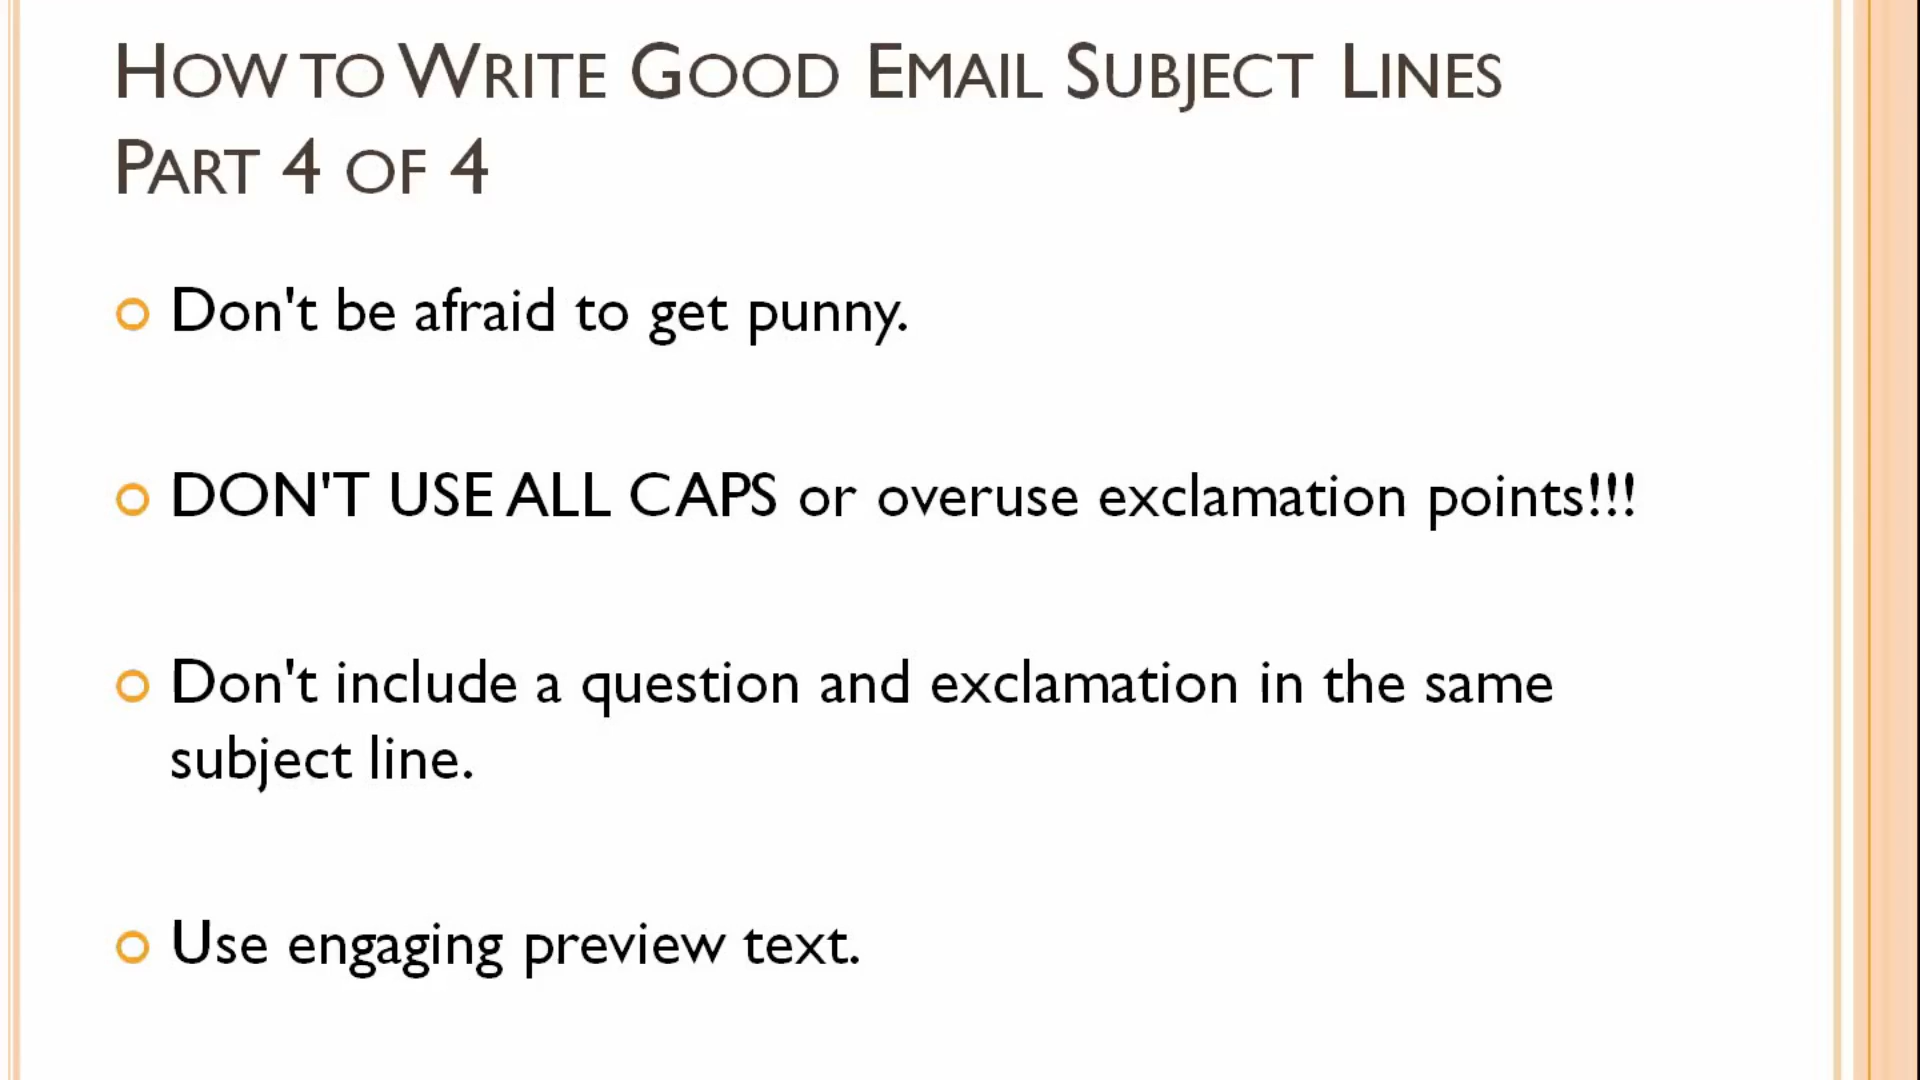 How to Write Good Email Subject Lines
Part 4 of 4
Don't be afraid to get punny.
DON'T USE ALL CAPS or overuse exclamation points!!!
Don't include a question and exclamation in the same
subject line.
Use engaging preview text.